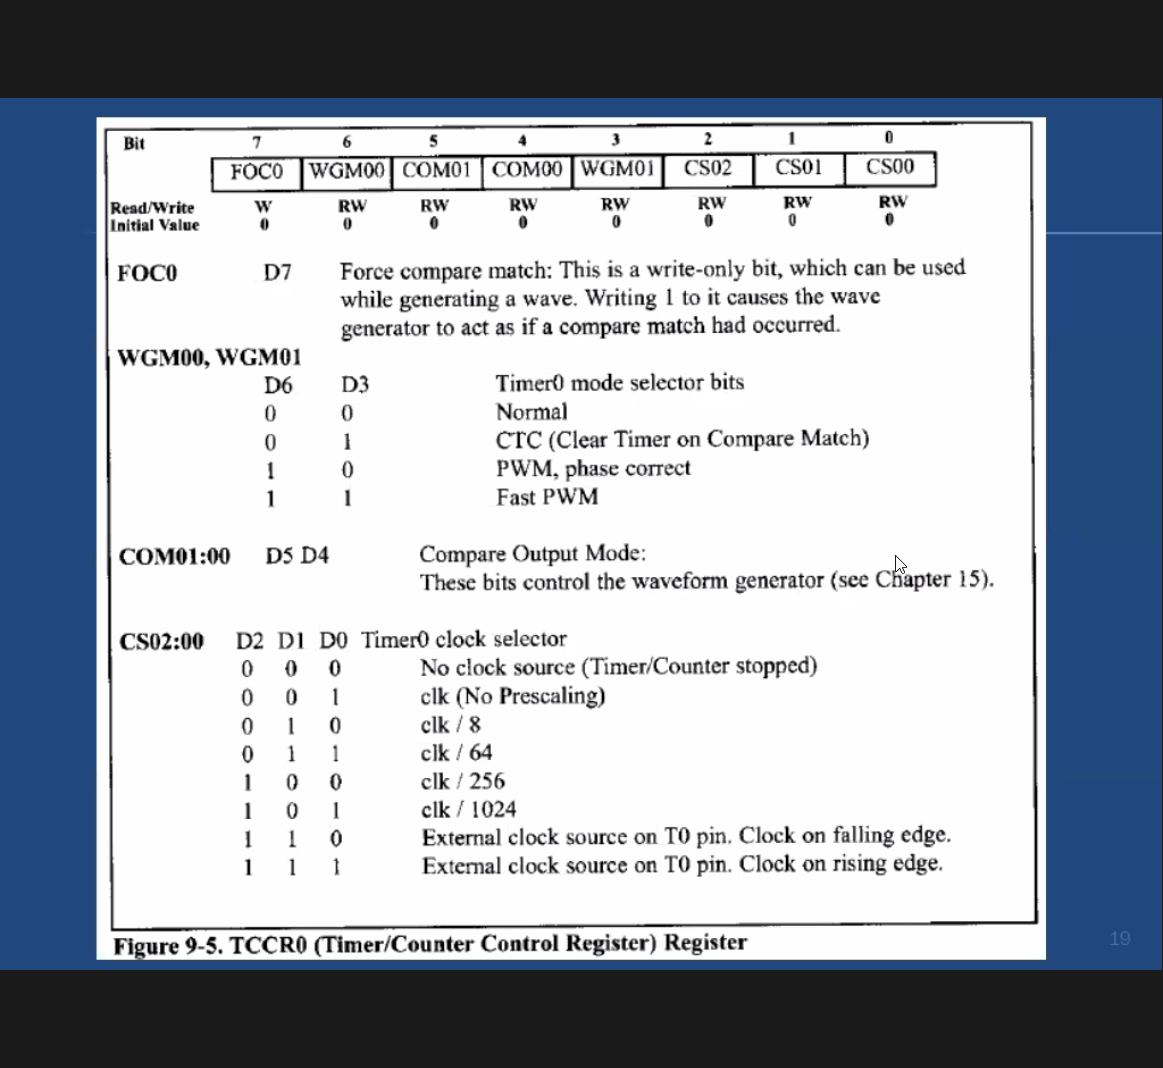 Bit 7 6 5 4 3 2 1 0
FOC0 WGM00 COM01 COM00 WGM01 CS02 CS01 CS00
Read/Write W RW RW RW RW RW RW RW
Initial Value 0 0 0 0 0 0 0 0
FOC0 D7 Force compare match: This is a write-only bit, which can be used
while generating a wave. Writing 1 to it causes the wave
generator to act as if a compare match had occurred.
WGM00, WGM01
D6 D3 Timer0 mode selector bits
0 0 Normal
0 1 CTC (Clear Timer on Compare Match)
1 0 PWM, phase correct
1 1 Fast PWM
COM01:00 D5 D4 Compare Output Mode:
These bits control the waveform generator (see Chapter 15).
CS02:00 D2 D1 D0 Timer0 clock selector
0 0 0 No clock source (Timer/Counter stopped)
0 0 1 clk (No Prescaling)
0 1 0 clk / 8
0 1 1 clk / 64
1 0 0 clk / 256
1 0 1 clk / 1024
1 1 0 External clock source on T0 pin. Clock on falling edge.
1 1 1 External clock source on T0 pin. Clock on rising edge.
Figure 9-5. TCCR0 (Timer/Counter Control Register) Register
19